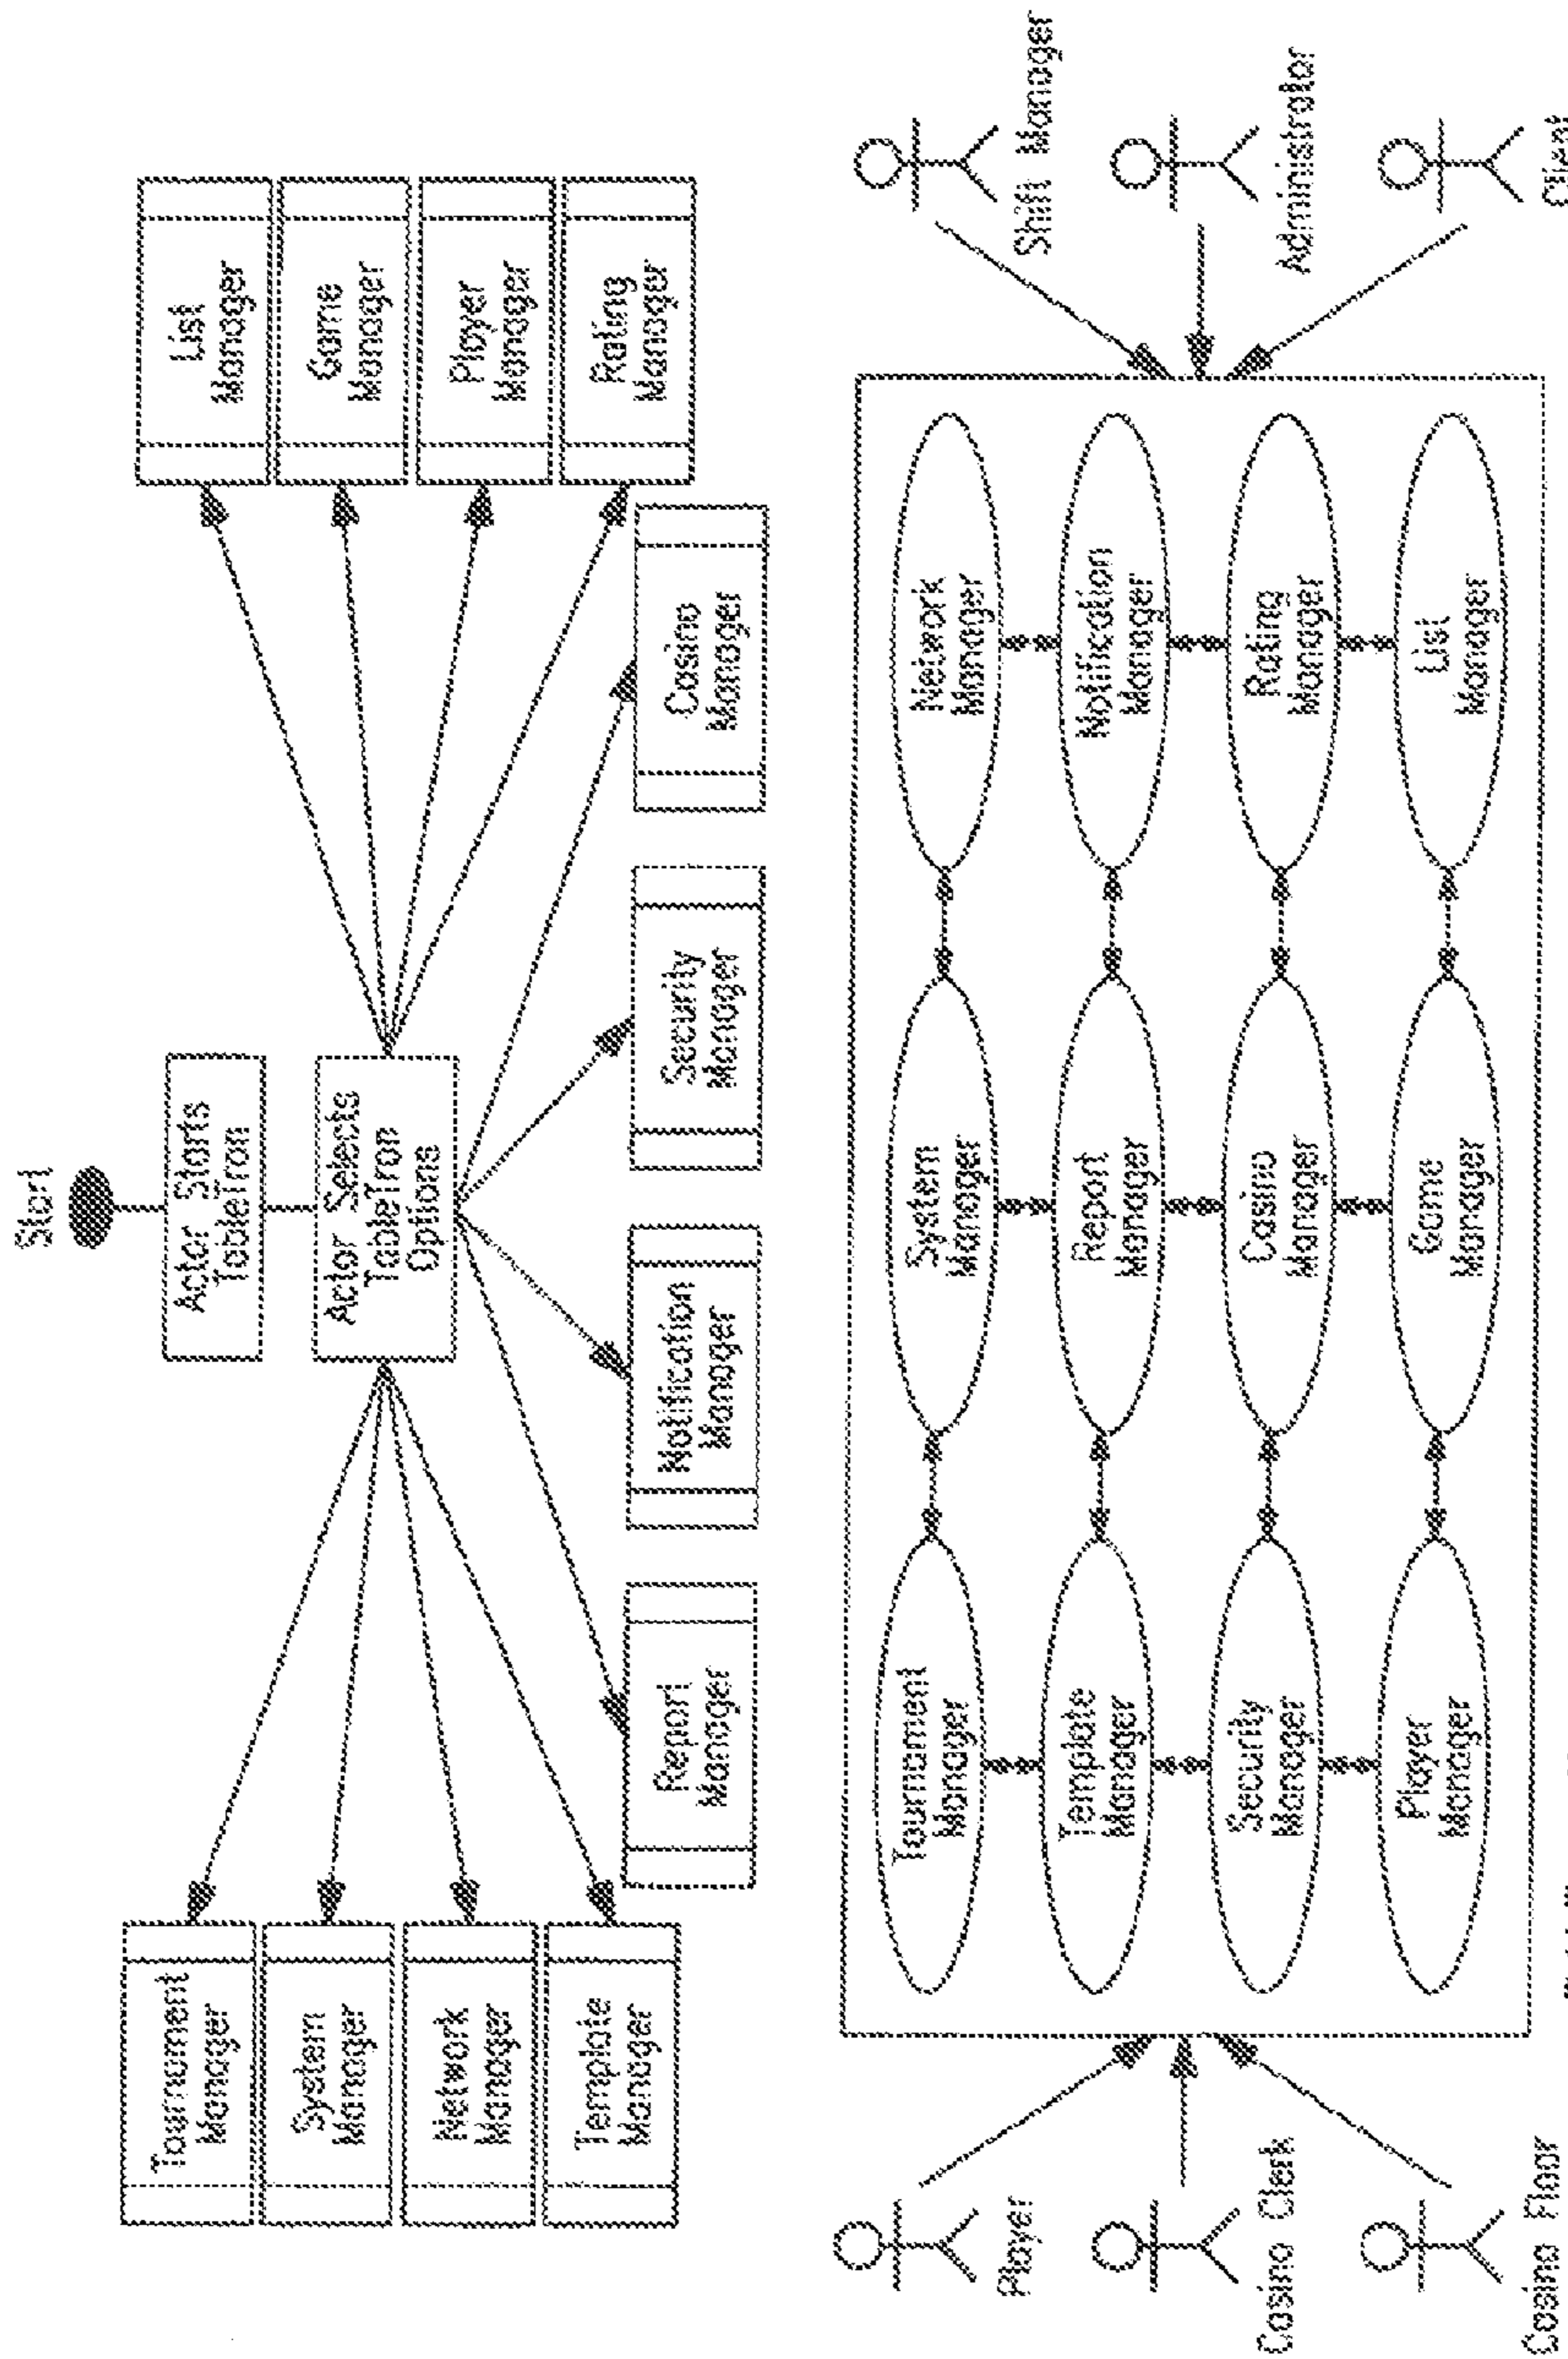 Start
Actor Starts
TableTron
Actor Selects
TableTron
Options
Tournament
Manager
System
Manager
Network
Manager
Template
Manager
List
Manager
Game
Manager
Player
Manager
Rating
Manager
Report
Manager
Notification
Manager
Security
Manager
Casino
Manager
Player
Casino Clerk
Casino Floor
Tournament
Manager
System
Manager
Network
Manager
Template
Manager
Report
Manager
Notification
Manager
Security
Manager
Casino
Manager
Rating
Manager
Player
Manager
Game
Manager
List
Manager
Shift Manager
Administrator
Client